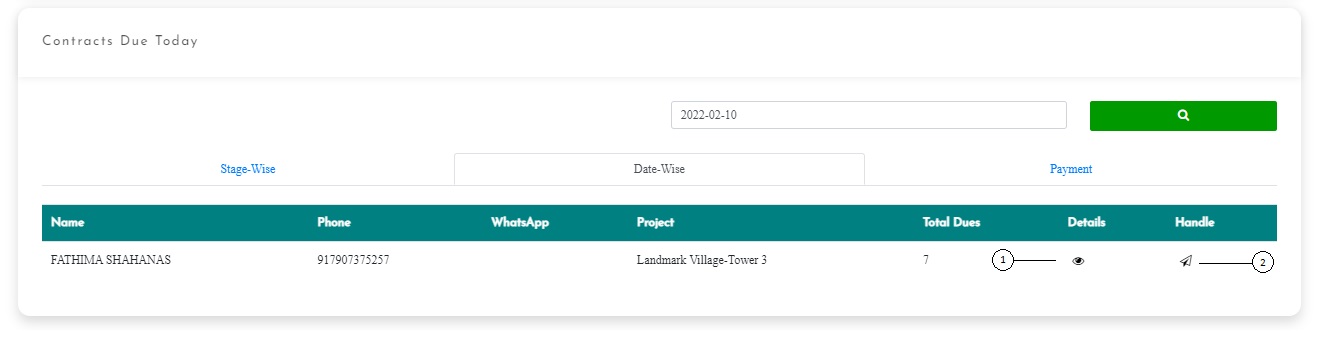 Contracts Due Today
2022-02-10
Stage-Wise Date-Wise Payment
Name Phone WhatsApp Project Total Dues Details Handle
FATHIMA SHAHANAS 917907375257 Landmark Village-Tower 3 7 1 2